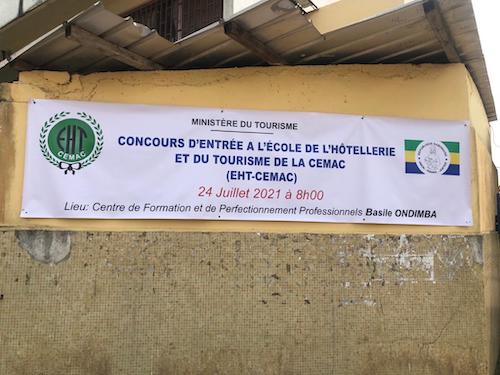 MINISTÈRE DU TOURISME
CONCOURS D'ENTRÉE A L'ÉCOLE DE L'HÔTELLERIE
ET DU TOURISME DE LA CEMAC
(EHT-CEMAC)
24 Juillet 2021 à 8h00
Lieu: Centre de Formation et de Perfectionnement Professionnels Basile ONDIMBA
EHT
CEMAC